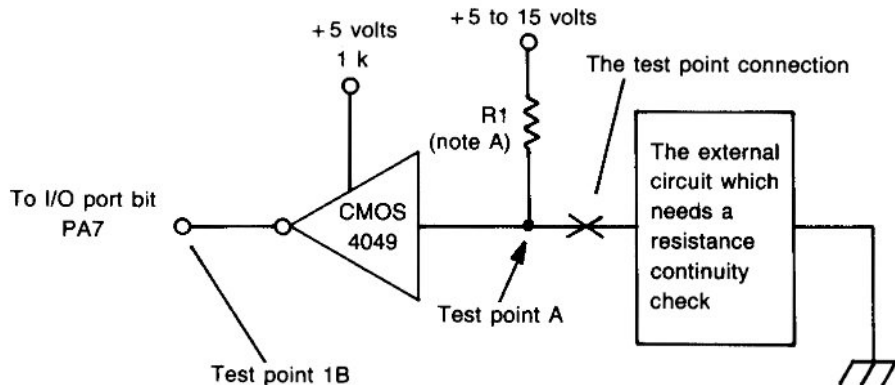 +5 volts
1 k
+5 to 15 volts
The test point connection
R1
(note A)
To I/O port bit
PA7
CMOS
4049
The external
circuit which
needs a
resistance
continuity
check
Test point A
Test point 1B